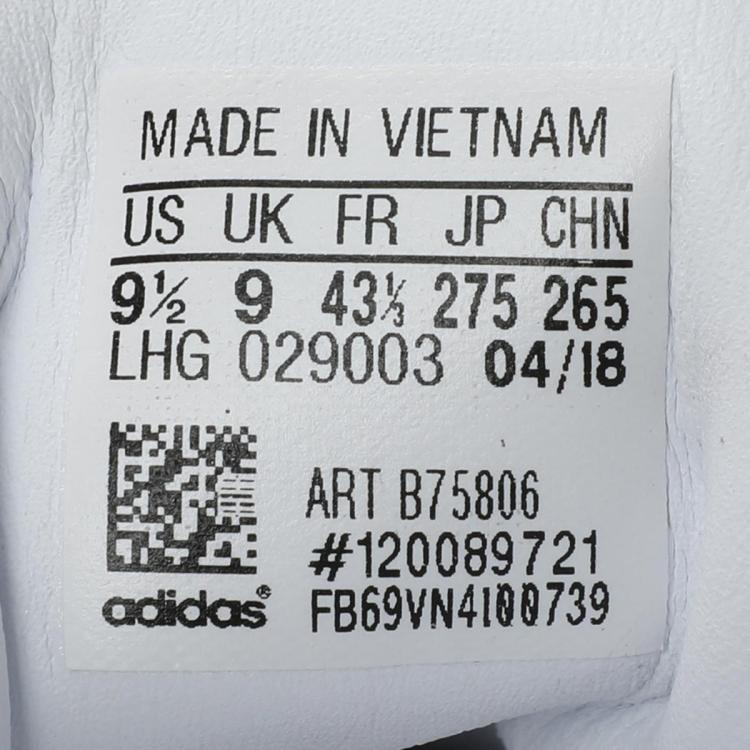 MADE IN VIETNAM
US UK FR JP CHN
9½ 9 43⅓ 275 265
LHG 029003 04/18
ART B75806
#120089721
adidas® FB69VN4100739